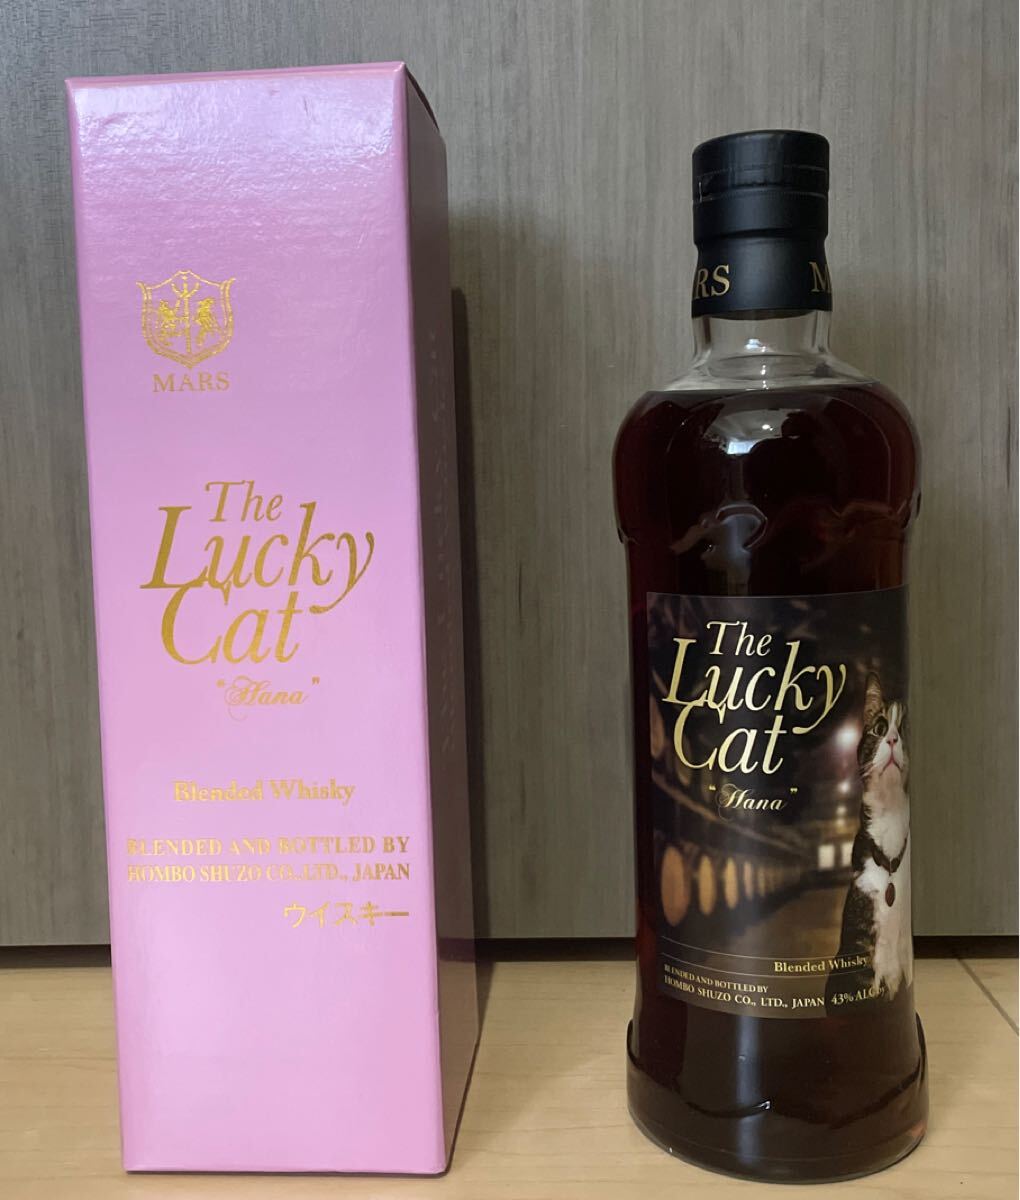 MARS
The
Lucky
Cat
“Hana”
Blended Whisky
BLENDED AND BOTTLED BY
HOMBO SHUZO CO.,LTD., JAPAN
ウイスキー
The
Lucky
Cat
“Hana”
Blended Whisky
BLENDED AND BOTTLED BY
HOMBO SHUZO CO., LTD., JAPAN 43% ALC